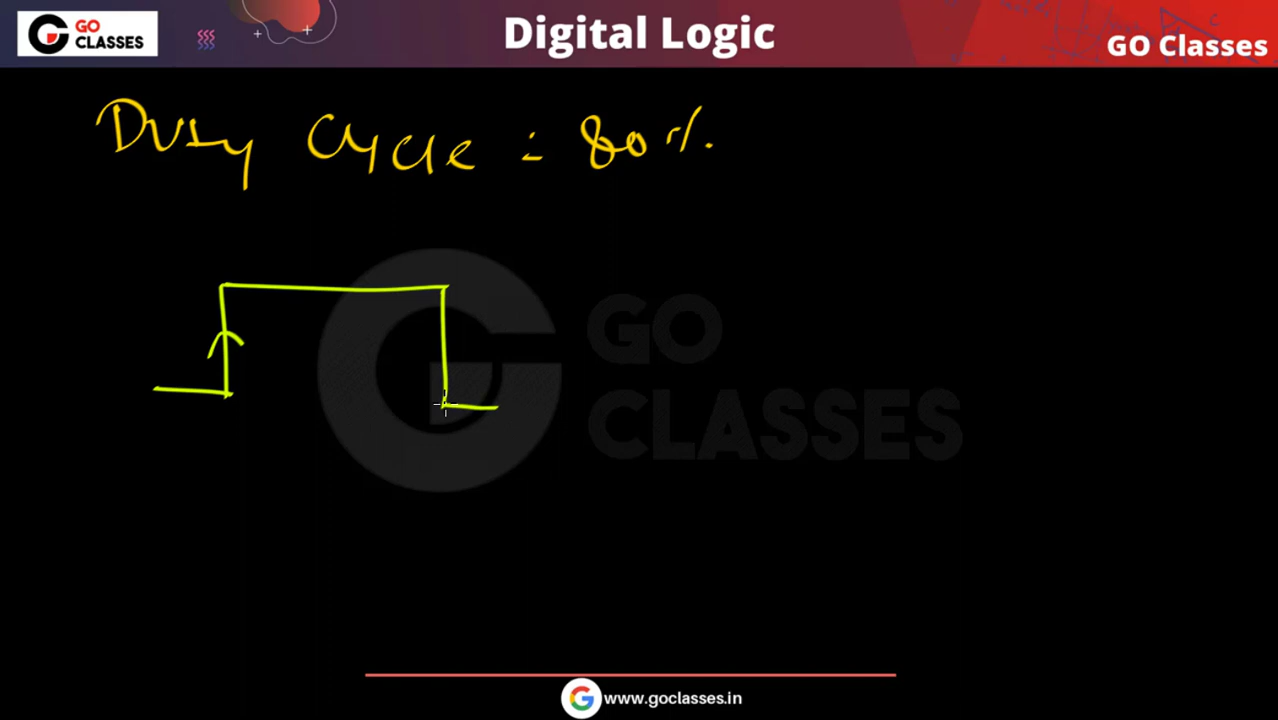 GO CLASSES
Digital Logic
GO Classes
Duty Cycle = 80%.
GO CLASSES
www.goclasses.in